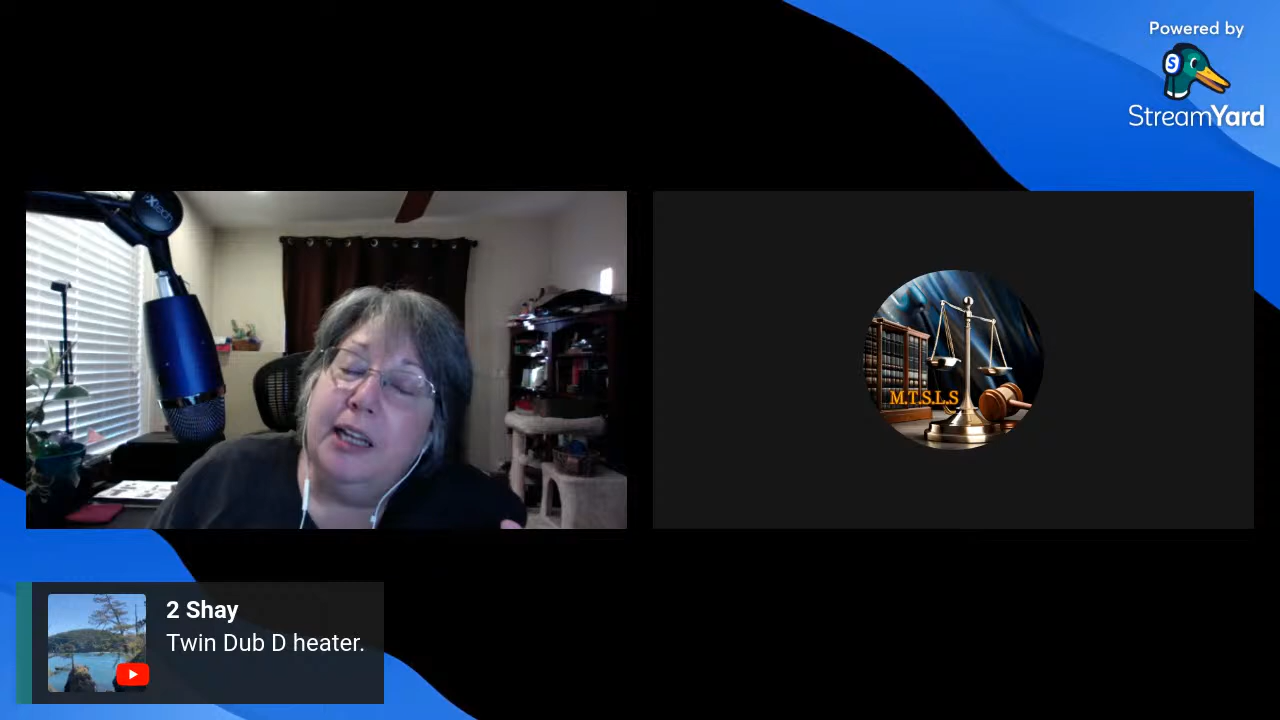 Powered by
StreamYard
M.T.S.L.S
2 Shay
Twin Dub D heater.